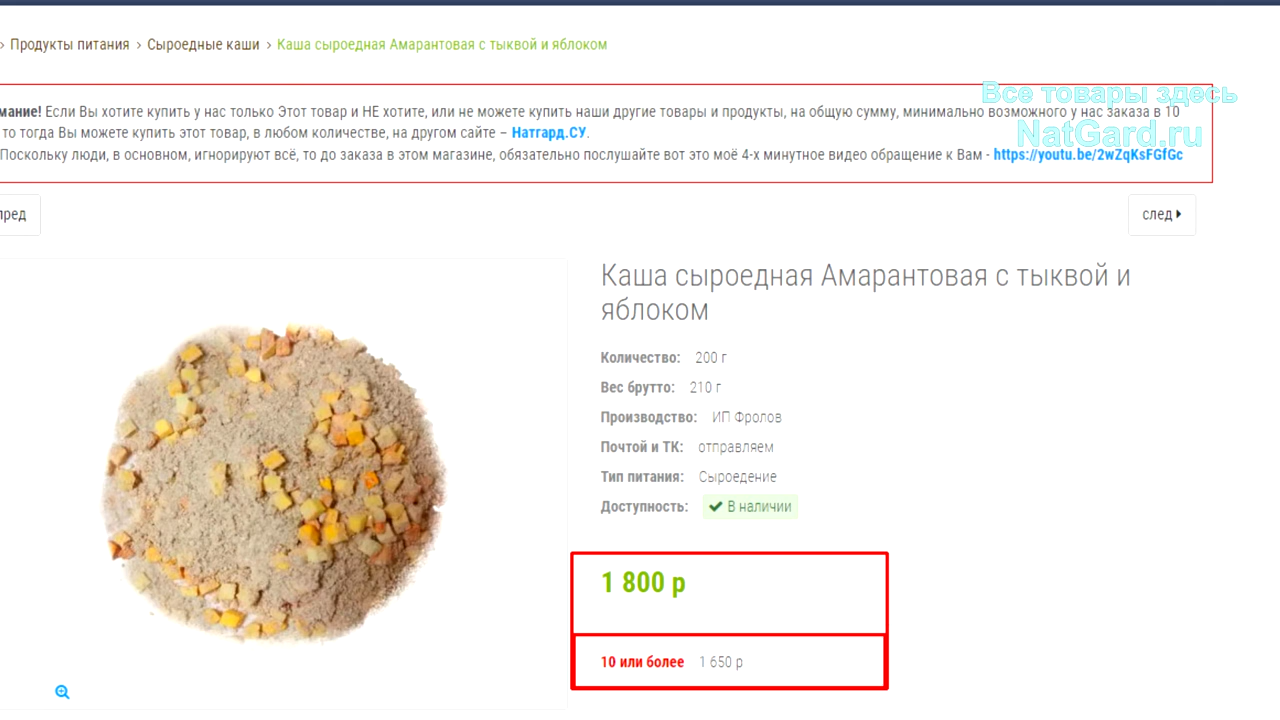 › Продукты питания › Сыроедные каши › Каша сыроедная Амарантовая с тыквой и яблоком
Все товары здесь
NatGard.ru
мание! Если Вы хотите купить у нас только Этот товар и НЕ хотите, или не можете купить наши другие товары и продукты, на общую сумму, минимально возможного у нас заказа в 10
то тогда Вы можете купить этот товар, в любом количестве, на другом сайте – Натгард.СУ.
Поскольку люди, в основном, игнорируют всё, то до заказа в этом магазине, обязательно послушайте вот это моё 4-х минутное видео обращение к Вам - https://youtu.be/2wZqKsFGfGc
пред
след
Каша сыроедная Амарантовая с тыквой и
яблоком
Количество: 200 г
Вес брутто: 210 г
Производство: ИП Фролов
Почтой и ТК: отправляем
Тип питания: Сыроедение
Доступность: В наличии
1 800 р
10 или более 1 650 р